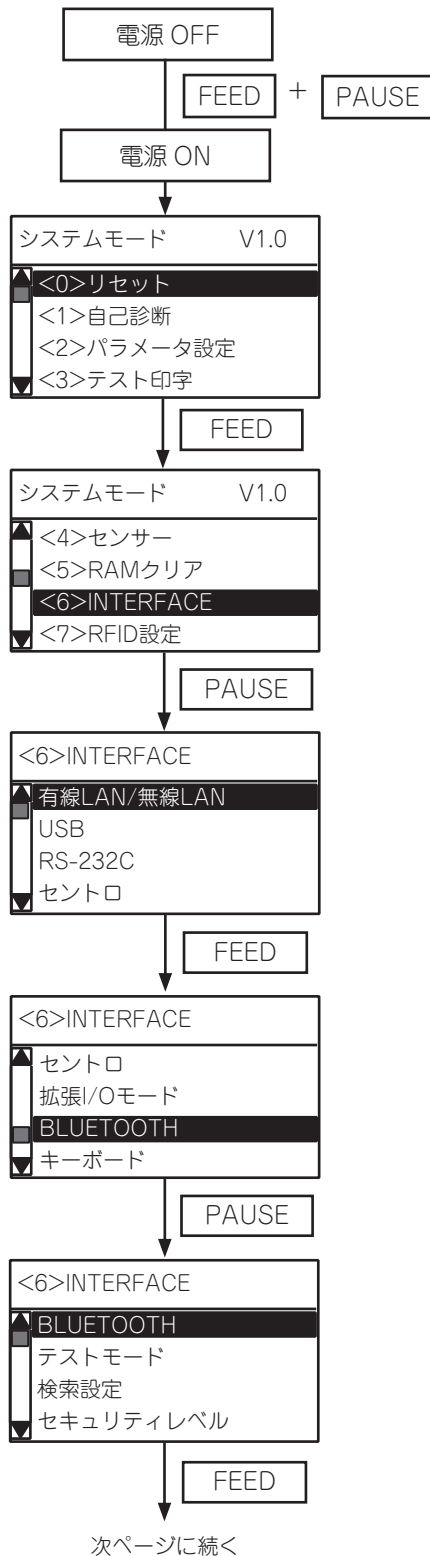 電源 OFF
FEED + PAUSE
電源 ON
システムモード V1.0
<0>リセット
<1>自己診断
<2>パラメータ設定
<3>テスト印字
FEED
システムモード V1.0
<4>センサー
<5>RAMクリア
<6>INTERFACE
<7>RFID設定
PAUSE
<6>INTERFACE
有線LAN/無線LAN
USB
RS-232C
セントロ
FEED
<6>INTERFACE
セントロ
拡張I/Oモード
BLUETOOTH
キーボード
PAUSE
<6>INTERFACE
BLUETOOTH
テストモード
検索設定
セキュリティレベル
FEED
次ページに続く